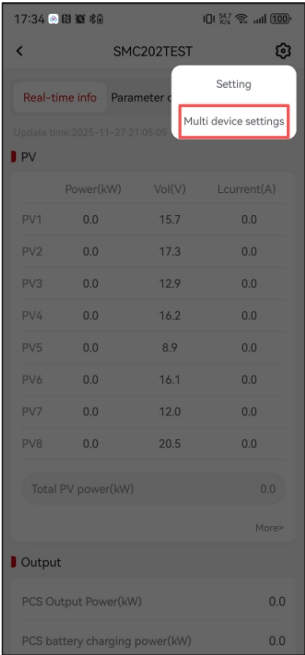 17:34 54.7 K/s 100
SMC202TEST
Setting
Multi device settings
Real-time info Parameter
Update time:2025-11-27 21:05:05
PV
Power(kW) Vol(V) Lcurrent(A)
PV1 0.0 15.7 0.0
PV2 0.0 17.3 0.0
PV3 0.0 12.9 0.0
PV4 0.0 16.2 0.0
PV5 0.0 8.9 0.0
PV6 0.0 16.1 0.0
PV7 0.0 12.0 0.0
PV8 0.0 20.5 0.0
Total PV power(kW) 0.0
More>
Output
PCS Output Power(kW) 0.0
PCS battery charging power(kW) 0.0